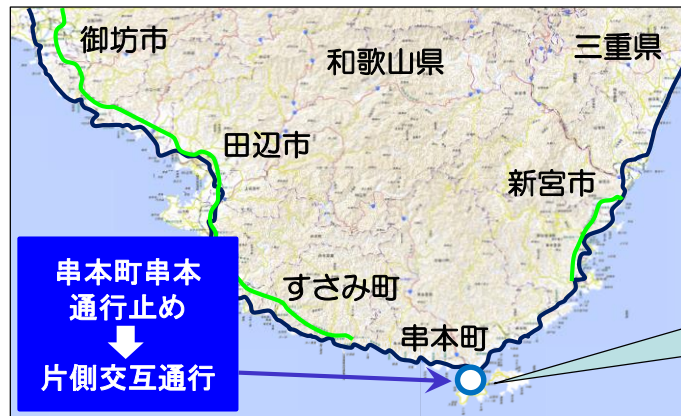 御坊市
和歌山県
三重県
田辺市
新宮市
串本町串本
通行止め
片側交互通行
すさみ町
串本町